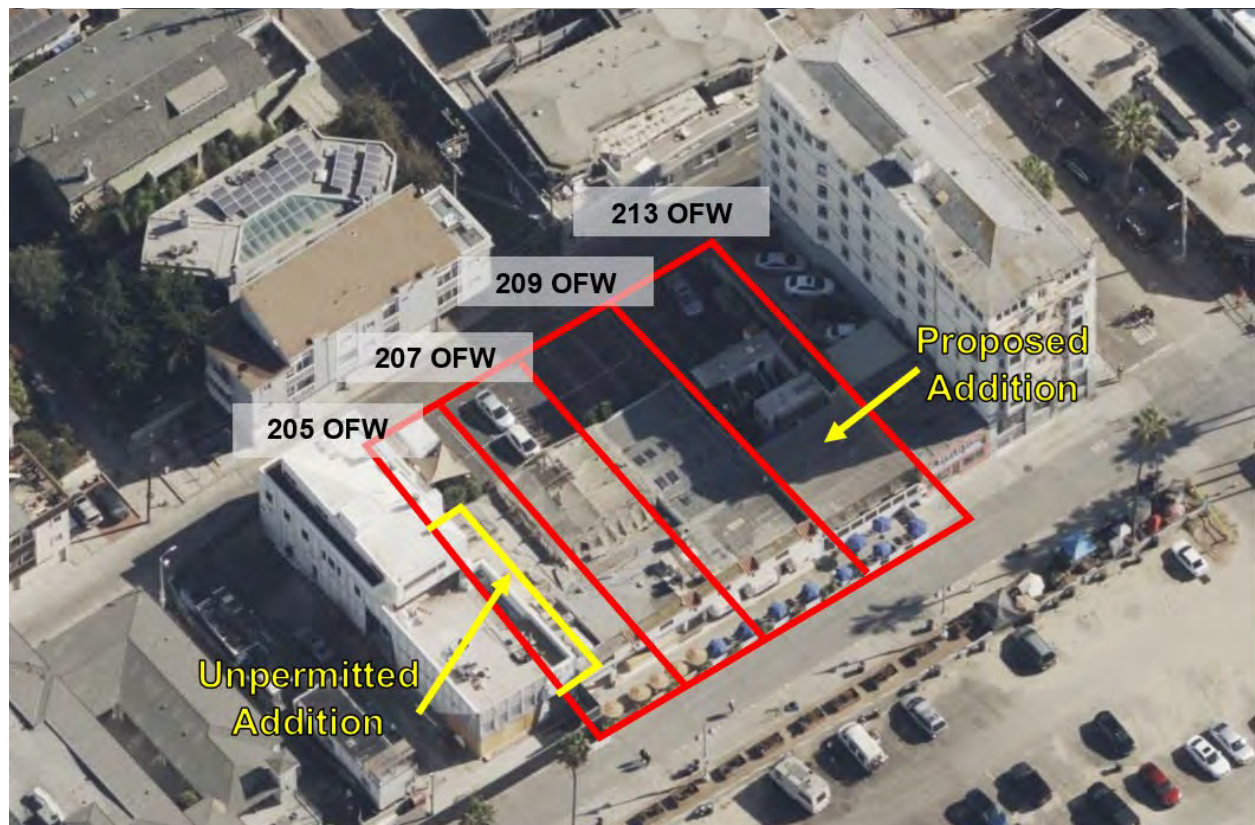 213 OFW
209 OFW
207 OFW
205 OFW
Proposed
Addition
Unpermitted
Addition